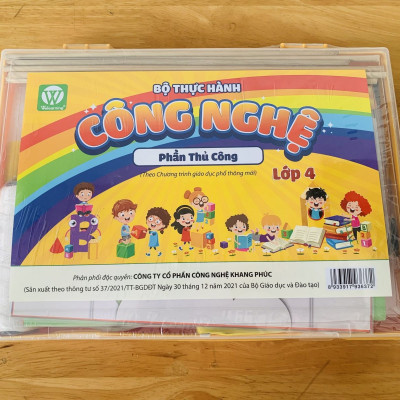 W
BỘ THỰC HÀNH
CÔNG NGHỆ
Phần Thủ Công
(Theo Chương trình giáo dục phổ thông mới)
Lớp 4
Phân phối độc quyền: CÔNG TY CỔ PHẦN CÔNG NGHỆ KHANG PHÚC
(Sản xuất theo thông tư số 37/2021/TT-BGDĐT Ngày 30 tháng 12 năm 2021 của Bộ Giáo dục và Đào tạo)